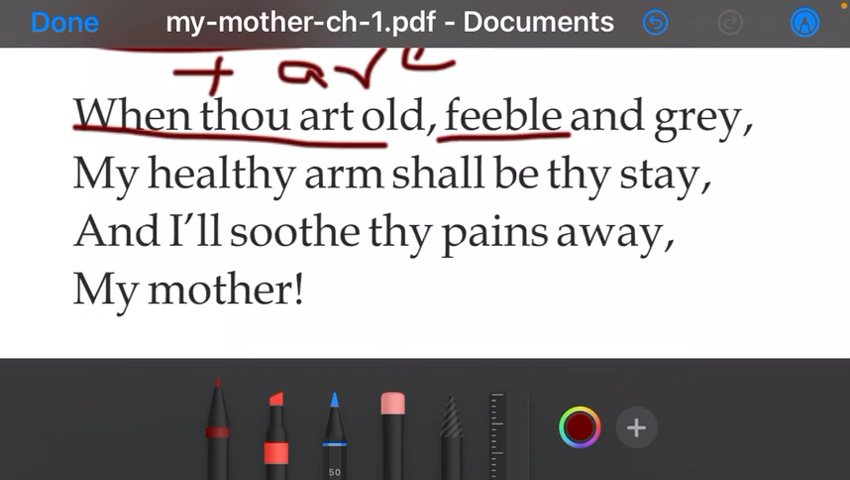 Done my-mother-ch-1.pdf - Documents
When thou art old, feeble and grey,
My healthy arm shall be thy stay,
And I'll soothe thy pains away,
My mother!
50